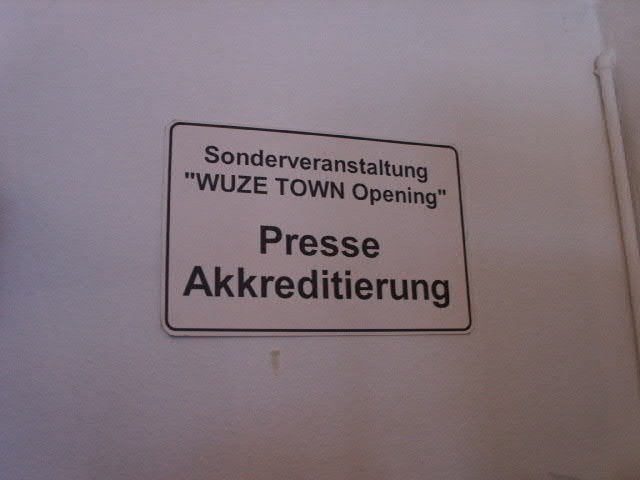 Sonderveranstaltung
"WUZE TOWN Opening"
Presse
Akkreditierung